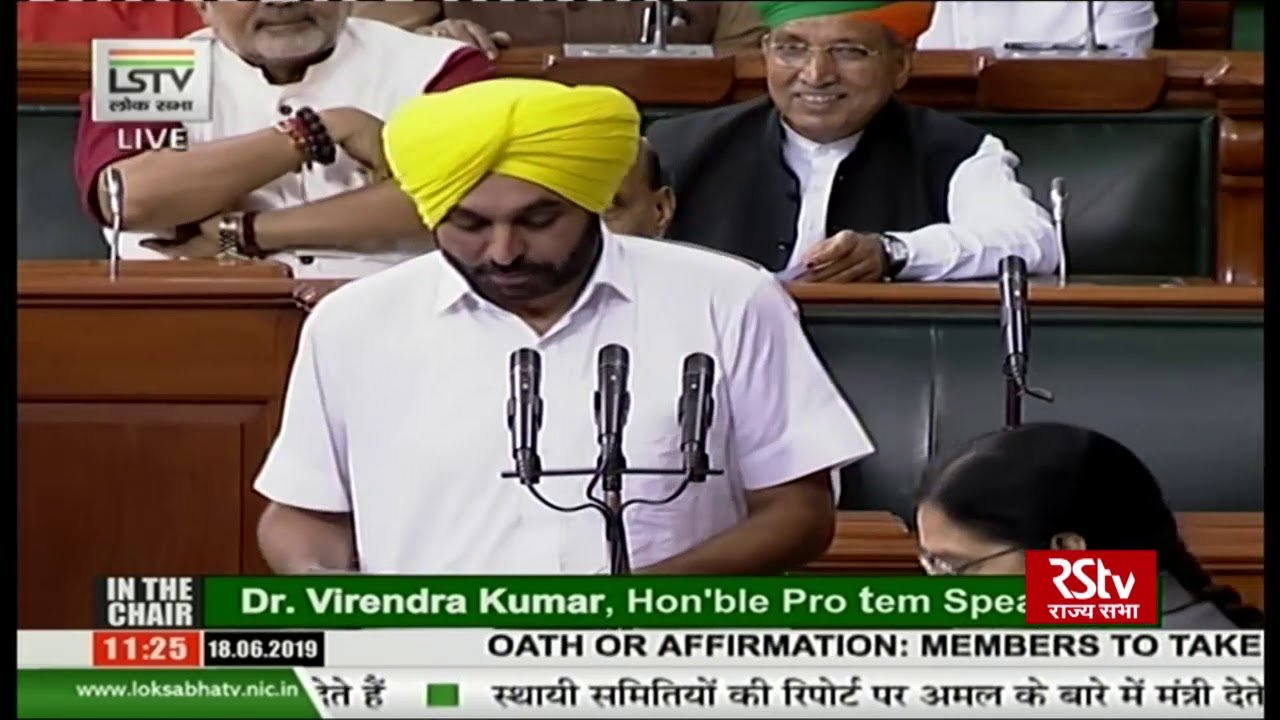 LSTV
लोक सभा
LIVE
IN THE
CHAIR
Dr. Virendra Kumar, Hon'ble Pro tem Spea
RSTV
राज्य सभा
11:25
18.06.2019
OATH OR AFFIRMATION: MEMBERS TO TAKE
www.loksabhatv.nic.in
देते हैं
स्थायी समितियों की रिपोर्ट पर अमल के बारे में मंत्री देते